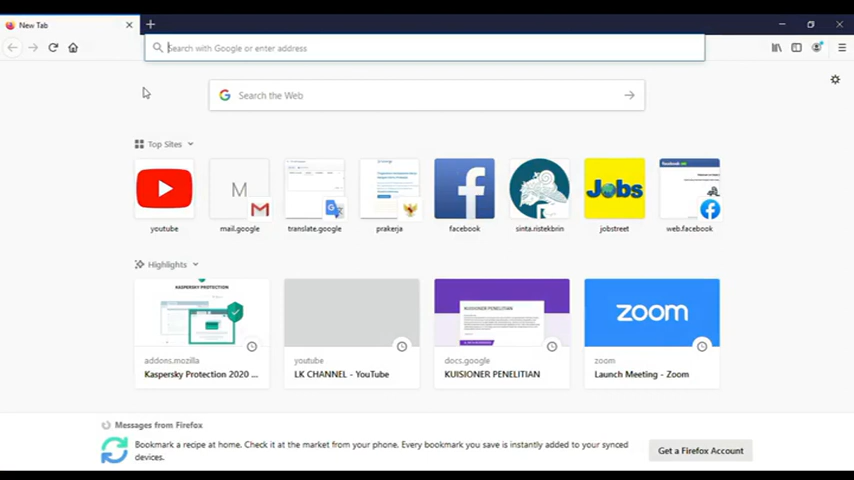 New Tab
Search with Google or enter address
Search the Web
Top Sites
M
Jobs
youtube
mail.google
translate.google
prakerja
facebook
sinta.ristekbrin
jobstreet
web.facebook
Highlights
KASPERSKY PROTECTION
KUISIONER PENELITIAN
zoom
addons.mozilla
youtube
docs.google
zoom
Kaspersky Protection 2020 ...
LK CHANNEL - YouTube
KUISIONER PENELITIAN
Launch Meeting - Zoom
Messages from Firefox
Bookmark a recipe at home. Check it at the market from your phone. Every bookmark you save is instantly added to your synced
devices.
Get a Firefox Account